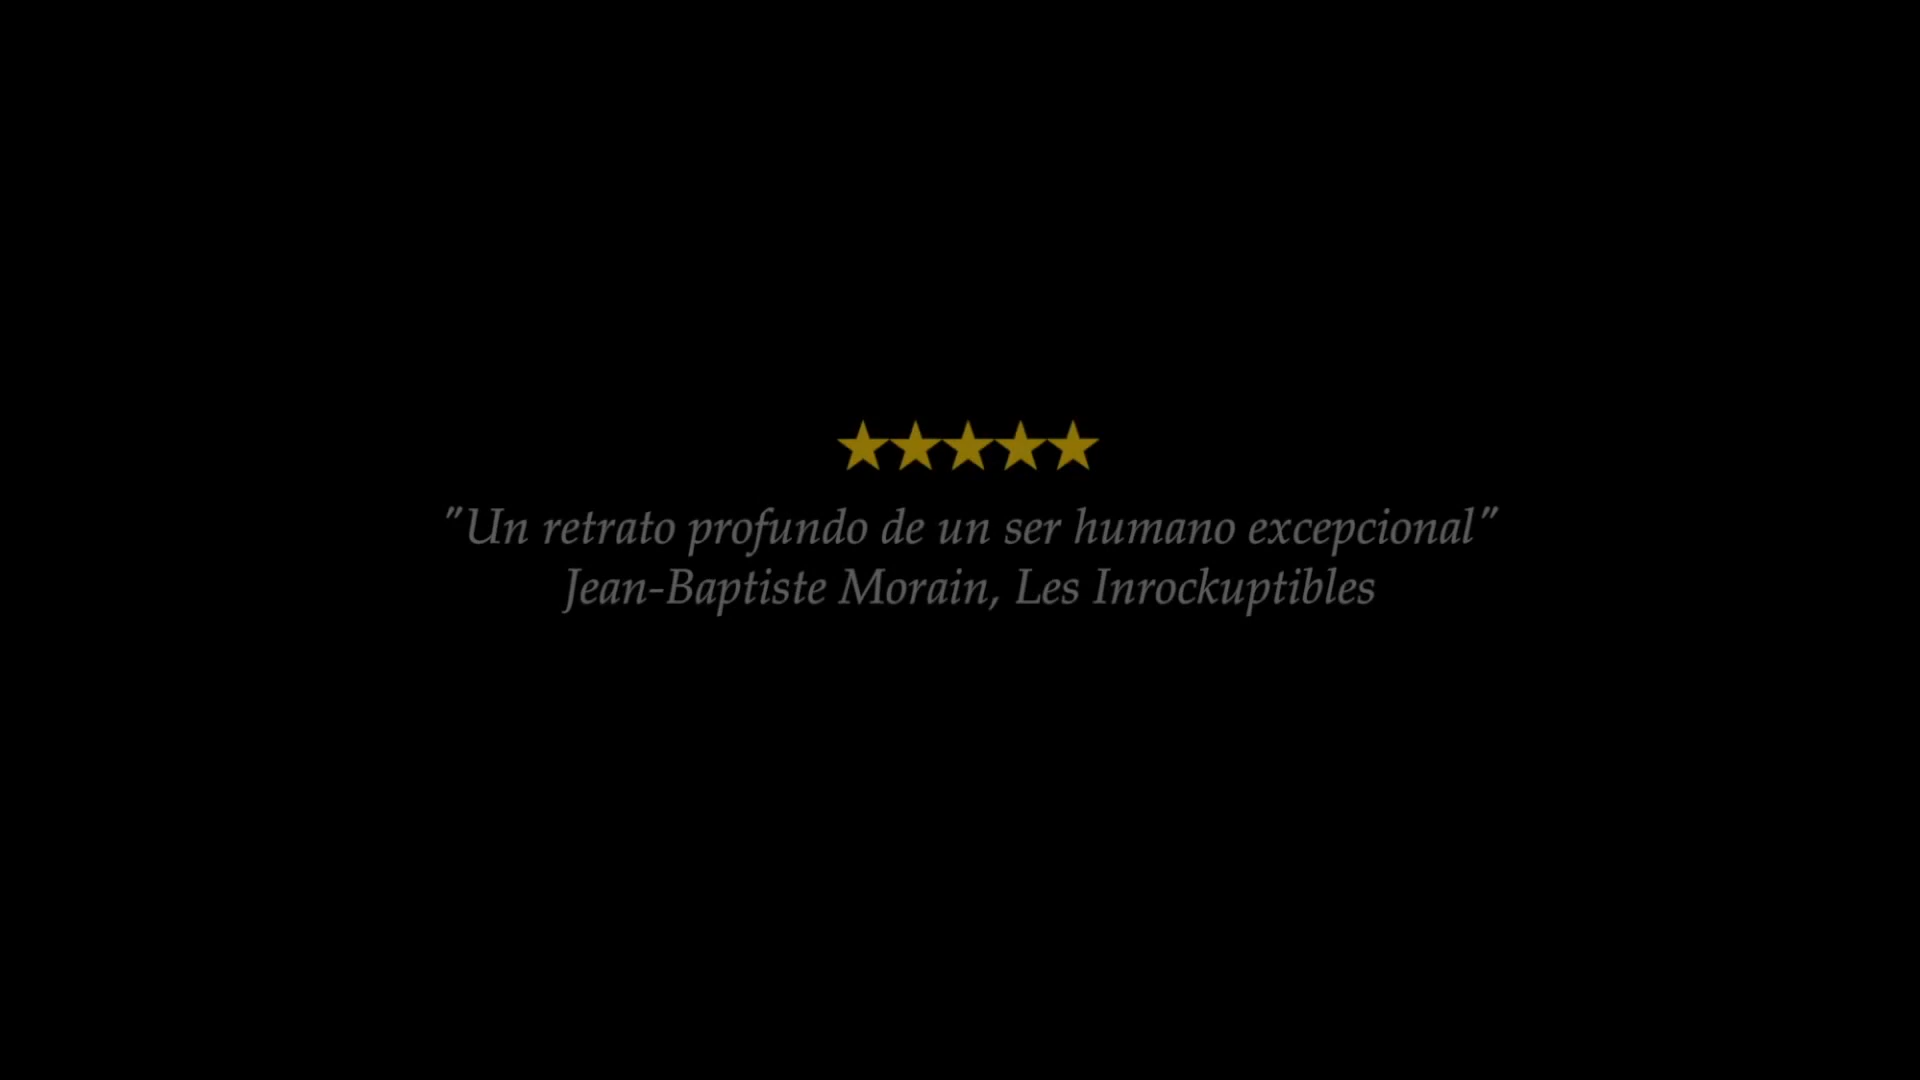 ★★★★★
"Un retrato profundo de un ser humano excepcional"
Jean-Baptiste Morain, Les Inrockuptibles